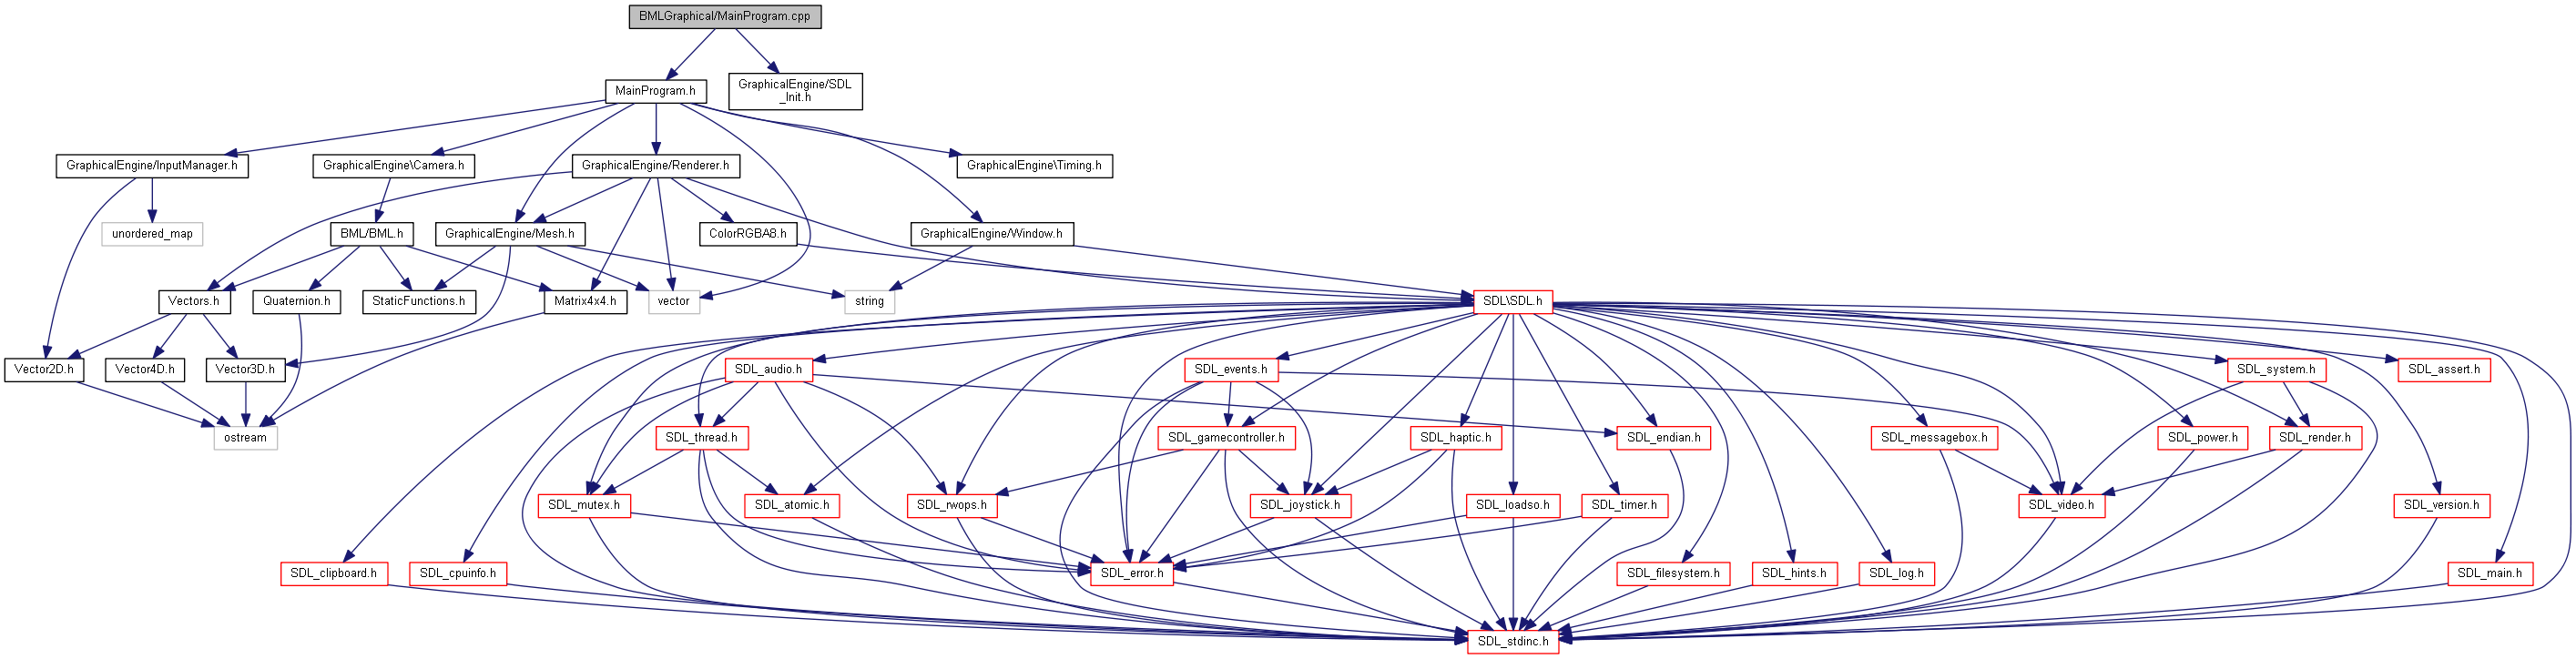 BMLGraphical/MainProgram.cpp
MainProgram.h
GraphicalEngine/SDL
_Init.h
GraphicalEngine/InputManager.h
GraphicalEngine\Camera.h
GraphicalEngine/Renderer.h
GraphicalEngine\Timing.h
unordered_map
BML/BML.h
GraphicalEngine/Mesh.h
ColorRGBA8.h
GraphicalEngine/Window.h
Vectors.h
Quaternion.h
StaticFunctions.h
Matrix4x4.h
vector
string
SDL\SDL.h
Vector2D.h
Vector4D.h
Vector3D.h
SDL_audio.h
SDL_events.h
SDL_system.h
SDL_assert.h
ostream
SDL_thread.h
SDL_gamecontroller.h
SDL_haptic.h
SDL_endian.h
SDL_messagebox.h
SDL_power.h
SDL_render.h
SDL_mutex.h
SDL_atomic.h
SDL_rwops.h
SDL_joystick.h
SDL_loadso.h
SDL_timer.h
SDL_video.h
SDL_version.h
SDL_clipboard.h
SDL_cpuinfo.h
SDL_error.h
SDL_filesystem.h
SDL_hints.h
SDL_log.h
SDL_main.h
SDL_stdinc.h